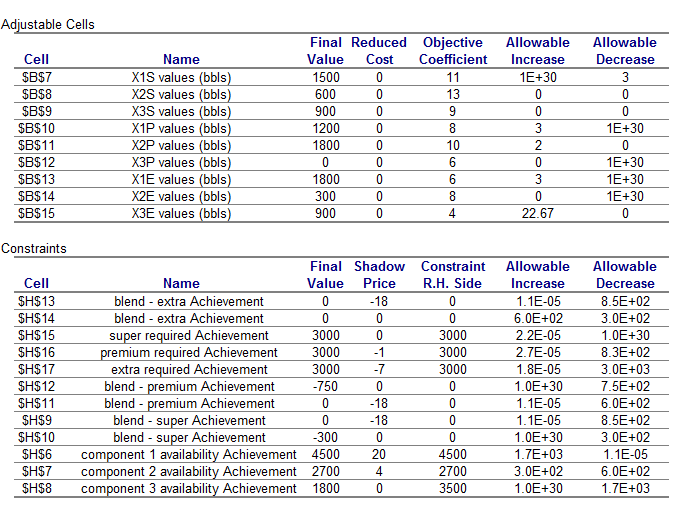 Adjustable Cells
Final Reduced Objective Allowable Allowable
Cell Name Value Cost Coefficient Increase Decrease
$B$7 X1S values (bbls) 1500 0 11 1E+30 3
$B$8 X2S values (bbls) 600 0 13 0 0
$B$9 X3S values (bbls) 900 0 9 0 0
$B$10 X1P values (bbls) 1200 0 8 3 1E+30
$B$11 X2P values (bbls) 1800 0 10 2 0
$B$12 X3P values (bbls) 0 0 6 0 1E+30
$B$13 X1E values (bbls) 1800 0 6 3 1E+30
$B$14 X2E values (bbls) 300 0 8 0 1E+30
$B$15 X3E values (bbls) 900 0 4 22.67 0
Constraints
Final Shadow Constraint Allowable Allowable
Cell Name Value Price R.H. Side Increase Decrease
$H$13 blend - extra Achievement 0 -18 0 1.1E-05 8.5E+02
$H$14 blend - extra Achievement 0 0 0 6.0E+02 3.0E+02
$H$15 super required Achievement 3000 0 3000 2.2E-05 1.0E+30
$H$16 premium required Achievement 3000 -1 3000 2.7E-05 8.3E+02
$H$17 extra required Achievement 3000 -7 3000 1.8E-05 3.0E+03
$H$12 blend - premium Achievement -750 0 0 1.0E+30 7.5E+02
$H$11 blend - premium Achievement 0 -18 0 1.1E-05 6.0E+02
$H$9 blend - super Achievement 0 -18 0 1.1E-05 8.5E+02
$H$10 blend - super Achievement -300 0 0 1.0E+30 3.0E+02
$H$6 component 1 availability Achievement 4500 20 4500 1.7E+03 1.1E-05
$H$7 component 2 availability Achievement 2700 4 2700 3.0E+02 6.0E+02
$H$8 component 3 availability Achievement 1800 0 3500 1.0E+30 1.7E+03